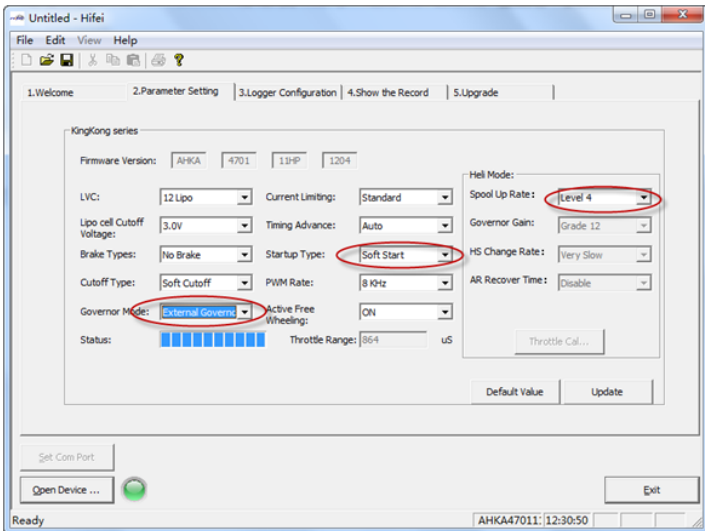 Untitled - Hifei
File Edit View Help
1.Welcome 2.Parameter Setting 3.Logger Configuration 4.Show the Record 5.Upgrade
KingKong series
Firmware Version: AHKA 4701 11HP 1204
Heli Mode:
LVC: 12 Lipo Current Limiting: Standard Spool Up Rate: Level 4
Lipo cell Cutoff Voltage: 3.0V Timing Advance: Auto Governor Gain: Grade 12
Brake Types: No Brake Startup Type: Soft Start HS Change Rate: Very Slow
Cutoff Type: Soft Cutoff PWM Rate: 8 KHz AR Recover Time: Disable
Governor Mode: External Governc Active Free Wheeling: ON
Status: Throttle Range: 864 uS Throttle Cal...
Default Value Update
Set Com Port
Open Device ... Exit
Ready AHKA47011: 12:30:50